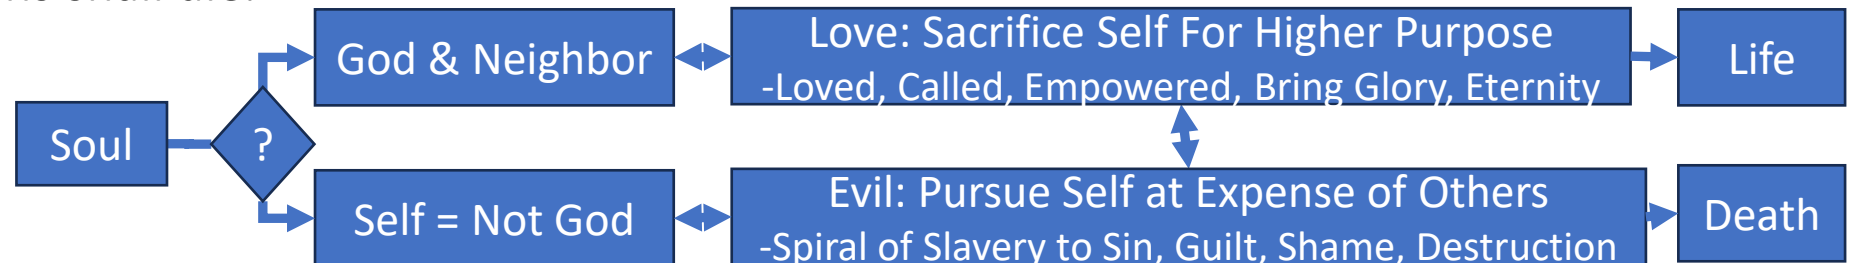 God & Neighbor
Love: Sacrifice Self For Higher Purpose
-Loved, Called, Empowered, Bring Glory, Eternity
Life
Soul
?
Self = Not God
Evil: Pursue Self at Expense of Others
-Spiral of Slavery to Sin, Guilt, Shame, Destruction
Death